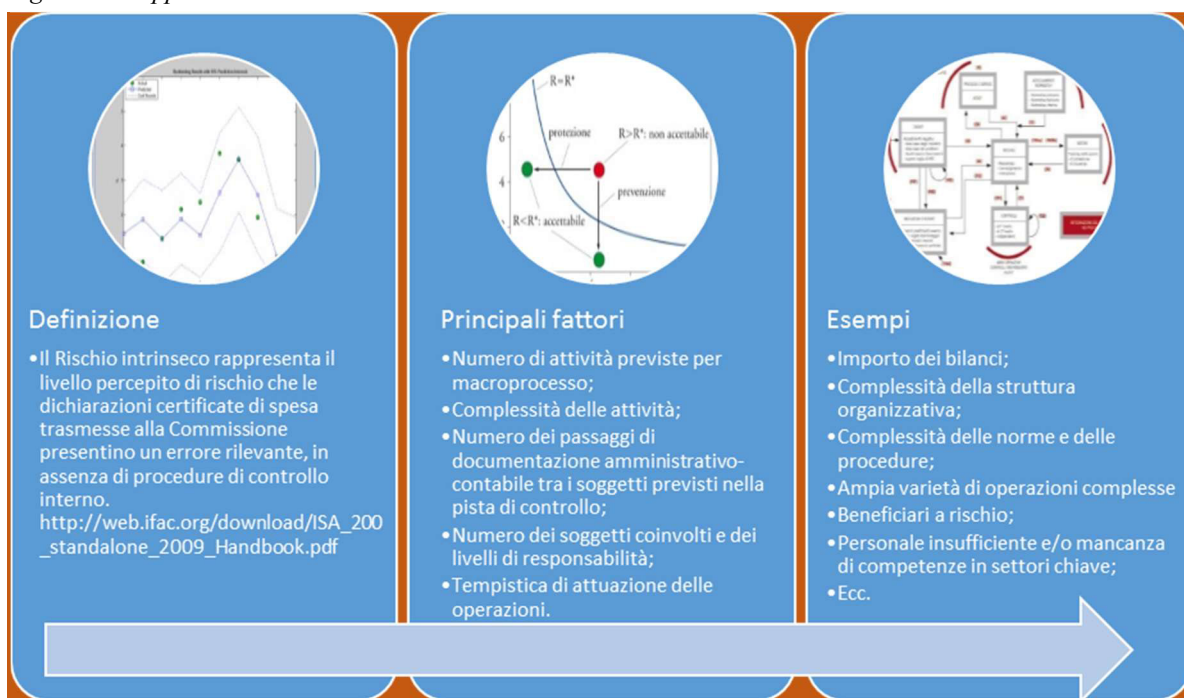 R=R*
6
protezione
R>R*: non accettabile
4
prevenzione
R<R*: accettabile
Definizione
•Il Rischio intrinseco rappresenta il
livello percepito di rischio che le
dichiarazioni certificate di spesa
trasmesse alla Commissione
presentino un errore rilevante, in
assenza di procedure di controllo
interno.
http://web.ifac.org/download/ISA_200
_standalone_2009_Handbook.pdf
Principali fattori
•Numero di attività previste per
macroprocesso;
•Complessità delle attività;
•Numero dei passaggi di
documentazione amministrativo-
contabile tra i soggetti previsti nella
pista di controllo;
•Numero dei soggetti coinvolti e dei
livelli di responsabilità;
•Tempistica di attuazione delle
operazioni.
Esempi
•Importo dei bilanci;
•Complessità della struttura
organizzativa;
•Complessità delle norme e delle
procedure;
•Ampia varietà di operazioni complesse
•Beneficiari a rischio;
•Personale insufficiente e/o mancanza
di competenze in settori chiave;
•Ecc.